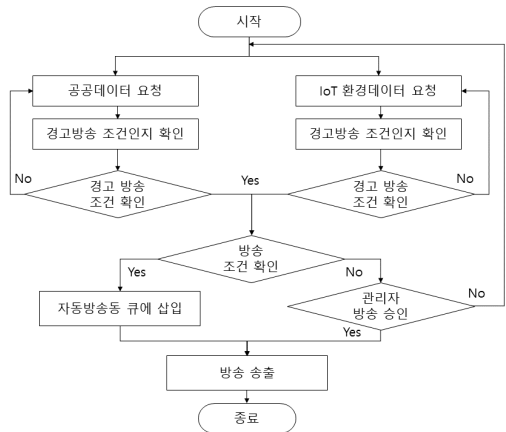 시작
공공데이터 요청
IoT 환경데이터 요청
경고방송 조건인지 확인
경고방송 조건인지 확인
No
경고 방송
조건 확인
Yes
경고 방송
조건 확인
No
방송
조건 확인
Yes
No
자동방송동 큐에 삽입
관리자
방송 승인
No
Yes
방송 송출
종료